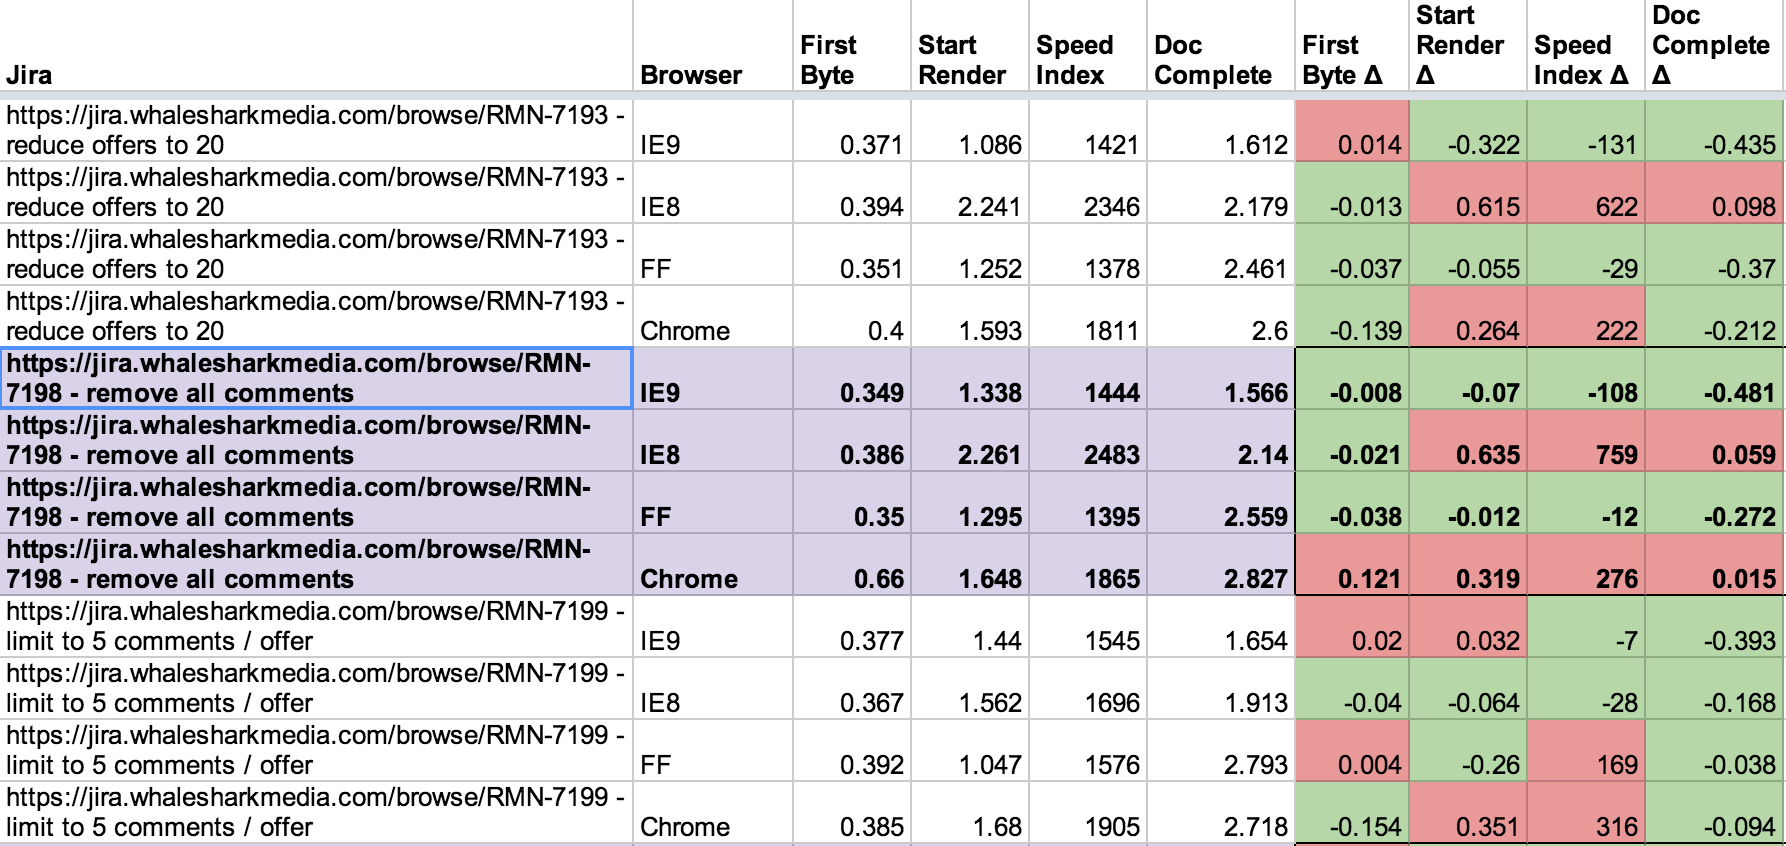 Jira Browser First Byte Start Render Speed Index Doc Complete First Byte Δ Start Render Δ Speed Index Δ Doc Complete Δ
https://jira.whalesharkmedia.com/browse/RMN-7193 -
reduce offers to 20 IE9 0.371 1.086 1421 1.612 0.014 -0.322 -131 -0.435
https://jira.whalesharkmedia.com/browse/RMN-7193 -
reduce offers to 20 IE8 0.394 2.241 2346 2.179 -0.013 0.615 622 0.098
https://jira.whalesharkmedia.com/browse/RMN-7193 -
reduce offers to 20 FF 0.351 1.252 1378 2.461 -0.037 -0.055 -29 -0.37
https://jira.whalesharkmedia.com/browse/RMN-7193 -
reduce offers to 20 Chrome 0.4 1.593 1811 2.6 -0.139 0.264 222 -0.212
https://jira.whalesharkmedia.com/browse/RMN-
7198 - remove all comments IE9 0.349 1.338 1444 1.566 -0.008 -0.07 -108 -0.481
https://jira.whalesharkmedia.com/browse/RMN-
7198 - remove all comments IE8 0.386 2.261 2483 2.14 -0.021 0.635 759 0.059
https://jira.whalesharkmedia.com/browse/RMN-
7198 - remove all comments FF 0.35 1.295 1395 2.559 -0.038 -0.012 -12 -0.272
https://jira.whalesharkmedia.com/browse/RMN-
7198 - remove all comments Chrome 0.66 1.648 1865 2.827 0.121 0.319 276 0.015
https://jira.whalesharkmedia.com/browse/RMN-7199 -
limit to 5 comments / offer IE9 0.377 1.44 1545 1.654 0.02 0.032 -7 -0.393
https://jira.whalesharkmedia.com/browse/RMN-7199 -
limit to 5 comments / offer IE8 0.367 1.562 1696 1.913 -0.04 -0.064 -28 -0.168
https://jira.whalesharkmedia.com/browse/RMN-7199 -
limit to 5 comments / offer FF 0.392 1.047 1576 2.793 0.004 -0.26 169 -0.038
https://jira.whalesharkmedia.com/browse/RMN-7199 -
limit to 5 comments / offer Chrome 0.385 1.68 1905 2.718 -0.154 0.351 316 -0.094